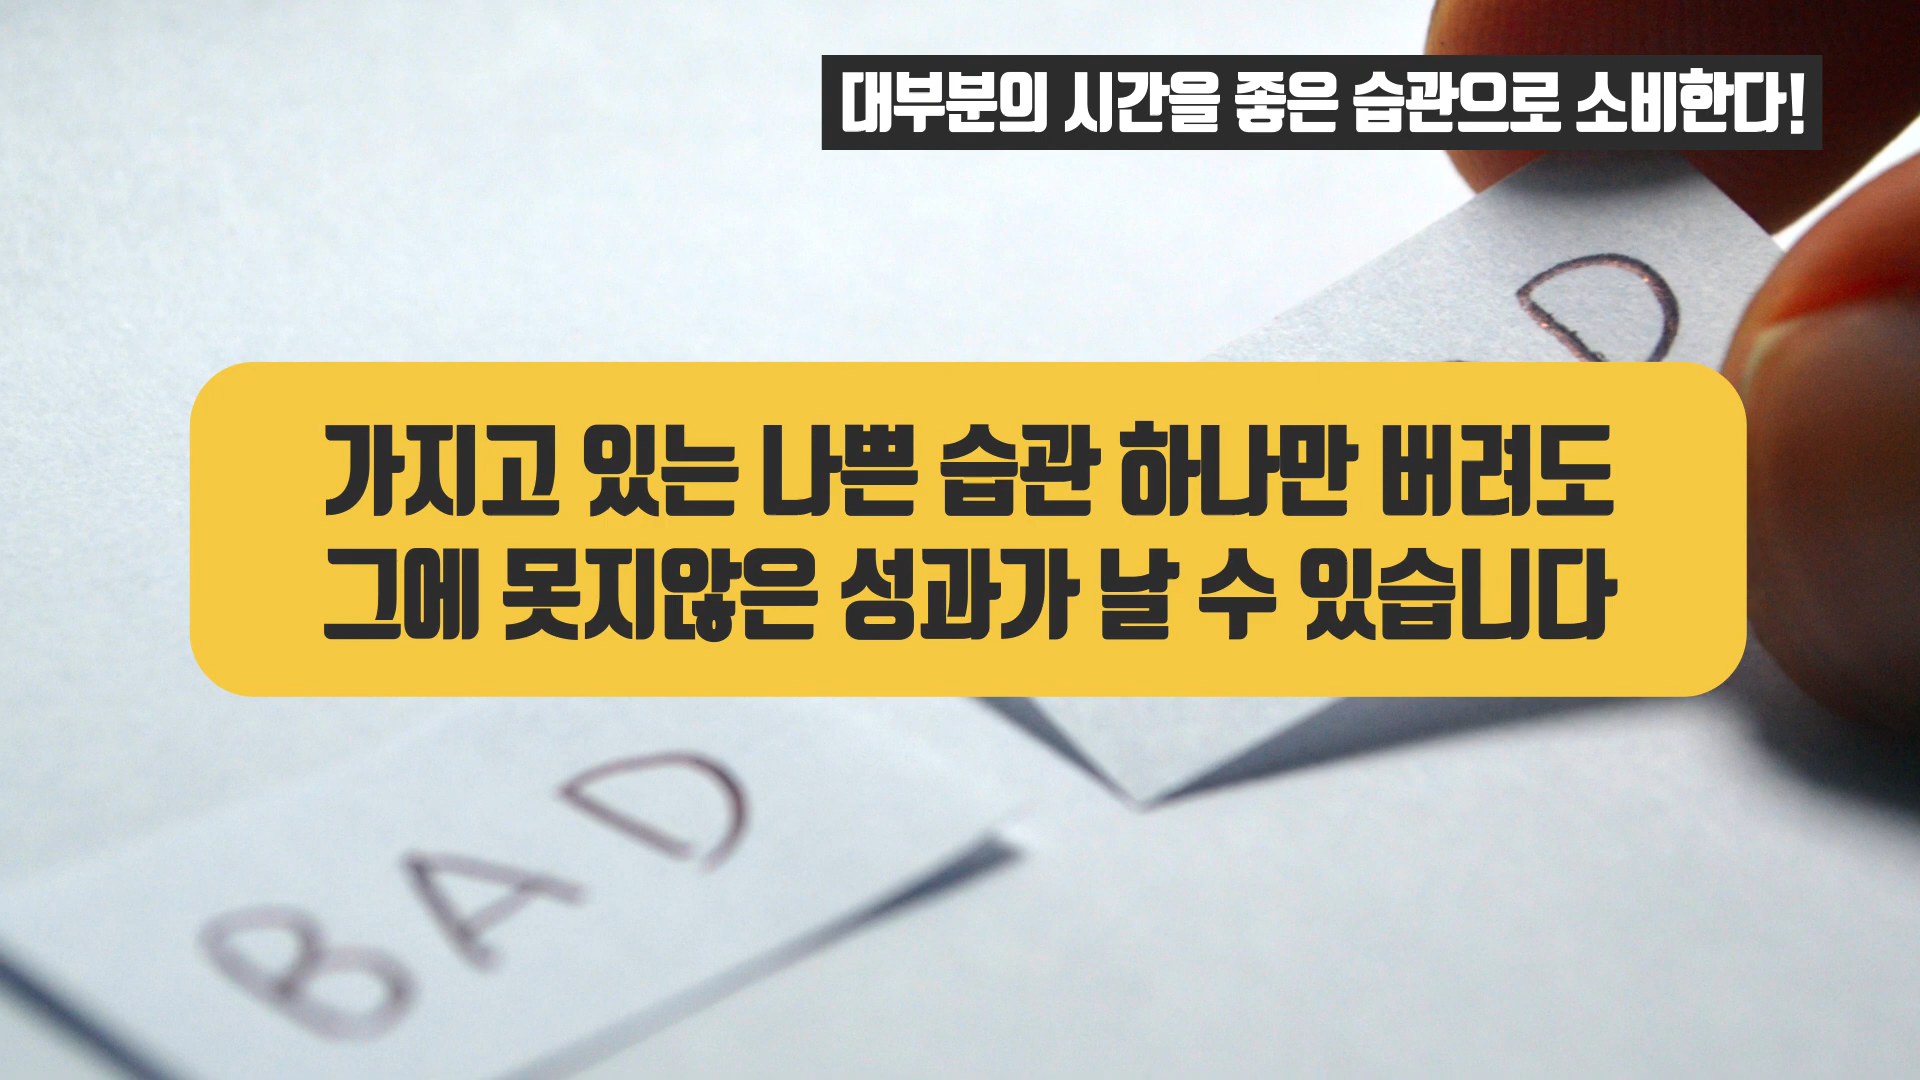 대부분의 시간을 좋은 습관으로 소비한다!
D
가지고 있는 나쁜 습관 하나만 버려도
그에 못지않은 성과가 날 수 있습니다
BAD